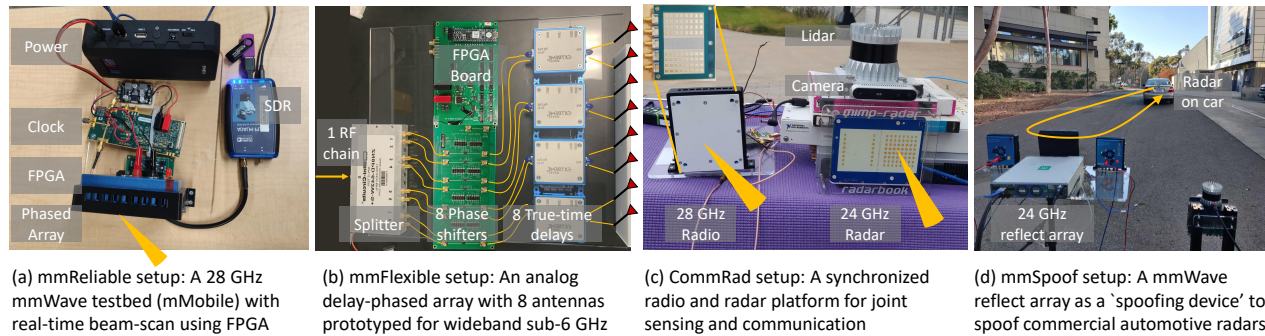 Power
SDR
Clock
FPGA
Phased
Array
FPGA
Board
1 RF
chain
Splitter
8 Phase
shifters
8 True-time
delays
Lidar
Camera
mimo-radar
radarbook
28 GHz
Radio
24 GHz
Radar
Radar
on car
24 GHz
reflect array
(a) mmReliable setup: A 28 GHz
mmWave testbed (mMobile) with
real-time beam-scan using FPGA
(b) mmFlexible setup: An analog
delay-phased array with 8 antennas
prototyped for wideband sub-6 GHz
(c) CommRad setup: A synchronized
radio and radar platform for joint
sensing and communication
(d) mmSpoof setup: A mmWave
reflect array as a `spoofing device' to
spoof commercial automotive radars